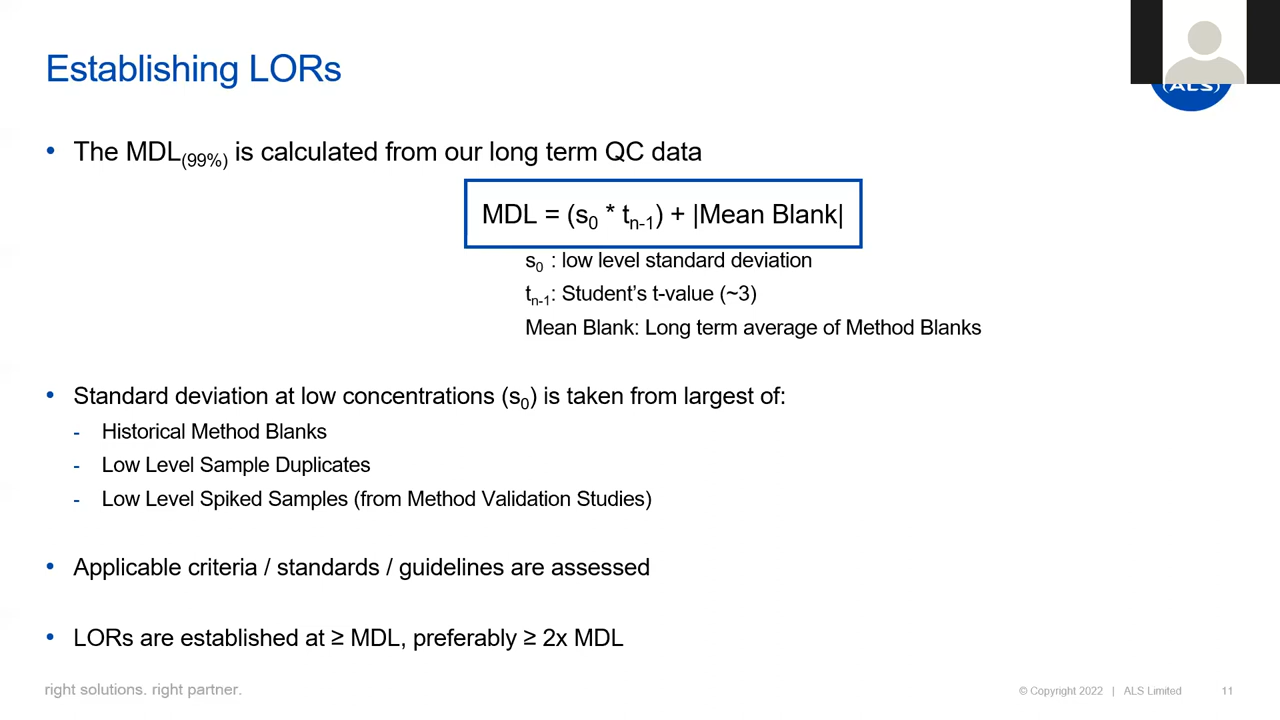 Establishing LORs
(ALS)
• The MDL(99%) is calculated from our long term QC data
MDL = (s0 * tn-1) + |Mean Blank|
s0 : low level standard deviation
tn-1: Student’s t-value (~3)
Mean Blank: Long term average of Method Blanks
• Standard deviation at low concentrations (s0) is taken from largest of:
- Historical Method Blanks
- Low Level Sample Duplicates
- Low Level Spiked Samples (from Method Validation Studies)
• Applicable criteria / standards / guidelines are assessed
• LORs are established at ≥ MDL, preferably ≥ 2x MDL
right solutions. right partner.
© Copyright 2022 | ALS Limited 11